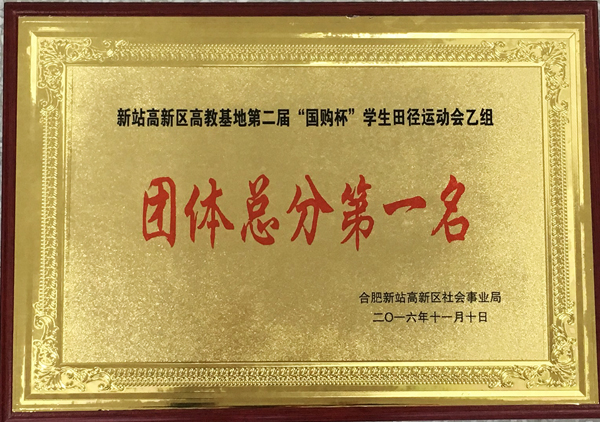 新站高新区高教基地第二届“国购杯”学生田径运动会乙组
团体总分第一名
合肥新站高新区社会事业局
二〇一六年十一月十日